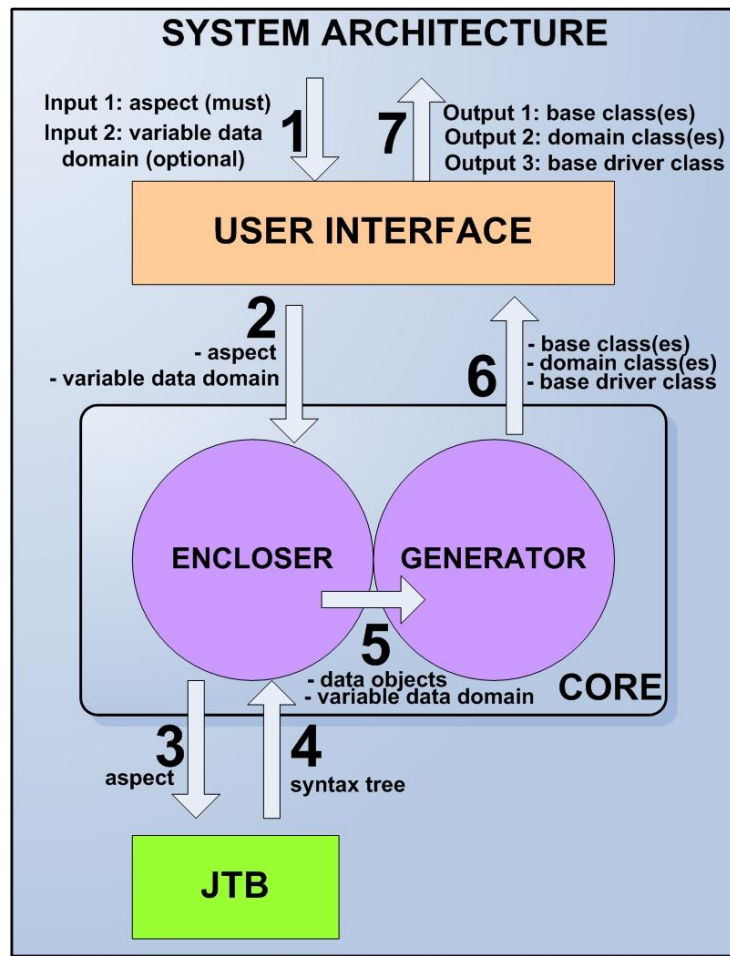 SYSTEM ARCHITECTURE
Input 1: aspect (must)
Input 2: variable data
domain (optional)
1
7
Output 1: base class(es)
Output 2: domain class(es)
Output 3: base driver class
USER INTERFACE
2
- aspect
- variable data domain
6
- base class(es)
- domain class(es)
- base driver class
ENCLOSER
GENERATOR
5
- data objects
- variable data domain
CORE
3
aspect
4
syntax tree
JTB